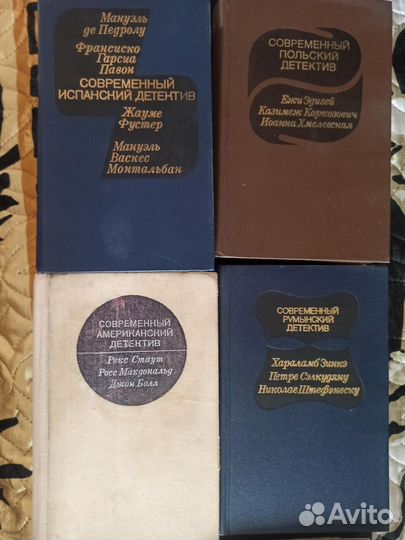 Мануэль
де Педролу
Франсиско
Гарсиа
Павон
СОВРЕМЕННЫЙ
ИСПАНСКИЙ ДЕТЕКТИВ
Жауме
Фустер
Мануэль
Васкес
Монтальбан
СОВРЕМЕННЫЙ
ПОЛЬСКИЙ
ДЕТЕКТИВ
Ежи Эдигей
Казимеж Коркозович
Иоанна Хмелевская
СОВРЕМЕННЫЙ
АМЕРИКАНСКИЙ
ДЕТЕКТИВ
Рекс Стаут
Росс Макдональд
Джон Болл
СОВРЕМЕННЫЙ
РУМЫНСКИЙ
ДЕТЕКТИВ
Хараламб Зинкэ
Петре Сэлкудяну
Николае Штефэнеску
Avito